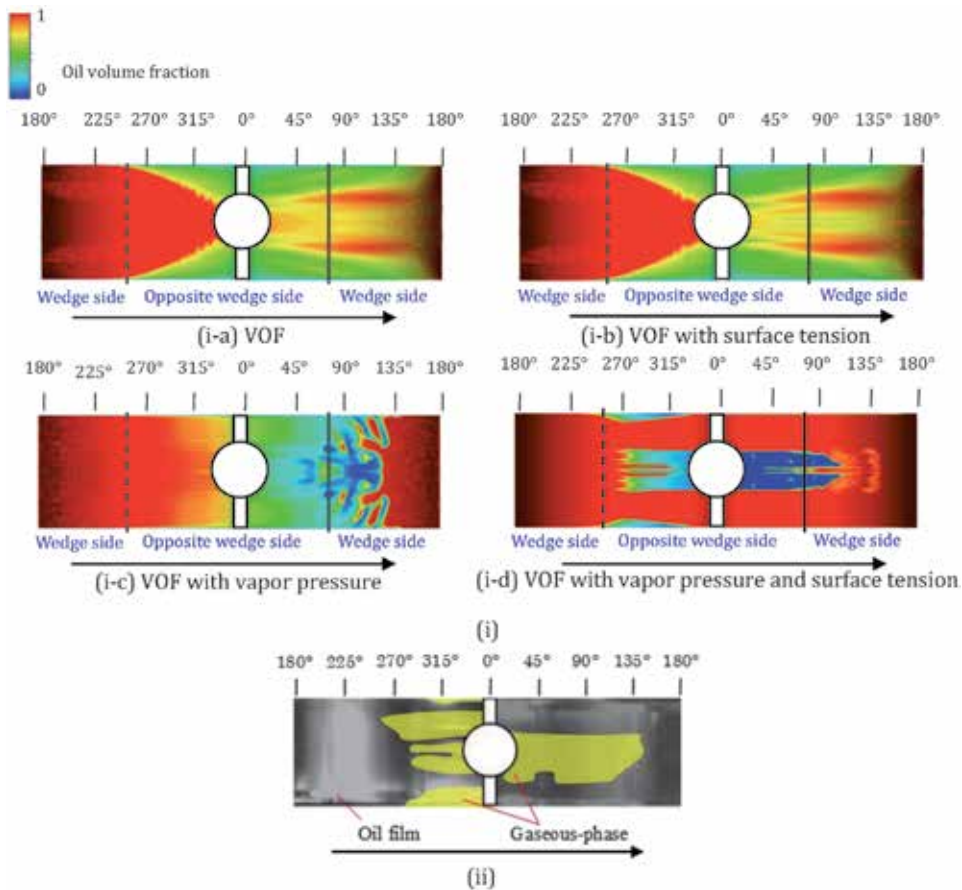 1
Oil volume fraction
0
180° 225° 270° 315° 0° 45° 90° 135° 180°
180° 225° 270° 315° 0° 45° 90° 135° 180°
Wedge side Opposite wedge side Wedge side
Wedge side Opposite wedge side Wedge side
(i-a) VOF
(i-b) VOF with surface tension
180° 225° 270° 315° 0° 45° 90° 135° 180°
180° 225° 270° 315° 0° 45° 90° 135° 180°
Wedge side Opposite wedge side Wedge side
Wedge side Opposite wedge side Wedge side
(i-c) VOF with vapor pressure
(i-d) VOF with vapor pressure and surface tension
(i)
180° 225° 270° 315° 0° 45° 90° 135° 180°
Oil film
Gaseous-phase
(ii)